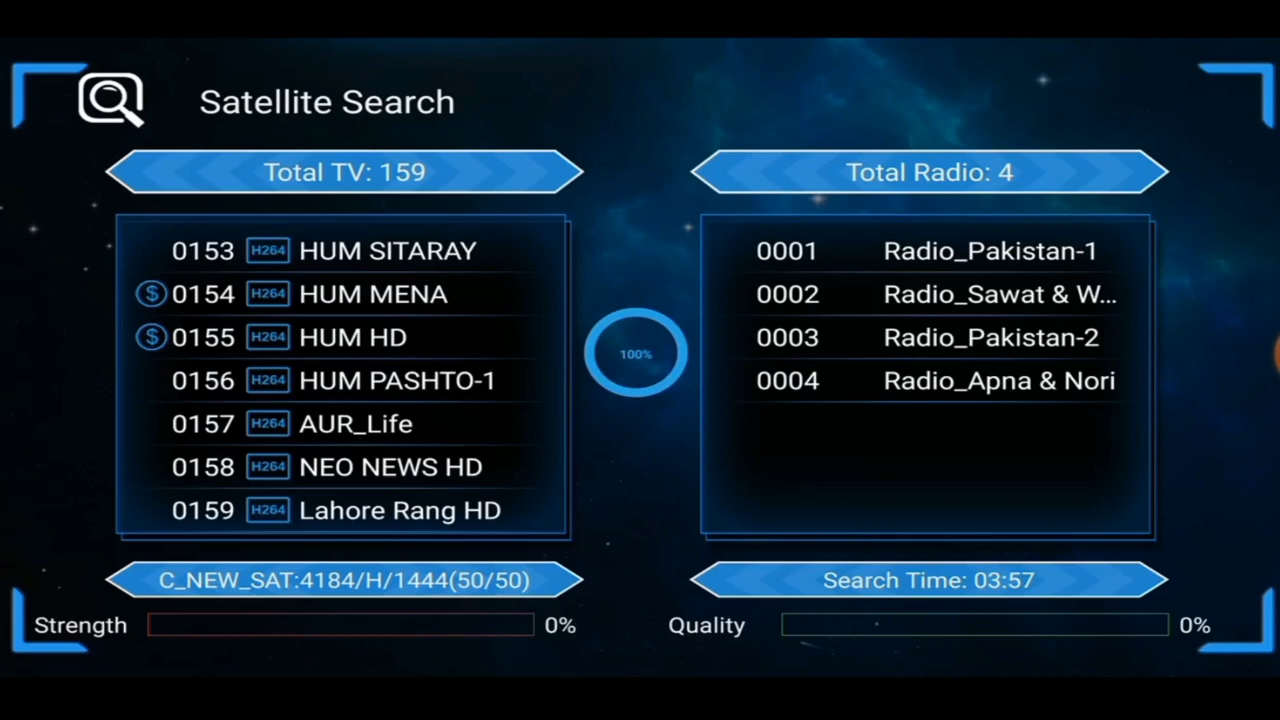 Satellite Search
Total TV: 159
0153 H264 HUM SITARAY
$ 0154 H264 HUM MENA
$ 0155 H264 HUM HD
0156 H264 HUM PASHTO-1
0157 H264 AUR_Life
0158 H264 NEO NEWS HD
0159 H264 Lahore Rang HD
100%
Total Radio: 4
0001 Radio_Pakistan-1
0002 Radio_Sawat & W...
0003 Radio_Pakistan-2
0004 Radio_Apna & Nori
C_NEW_SAT:4184/H/1444(50/50)
Search Time: 03:57
Strength 0%
Quality 0%